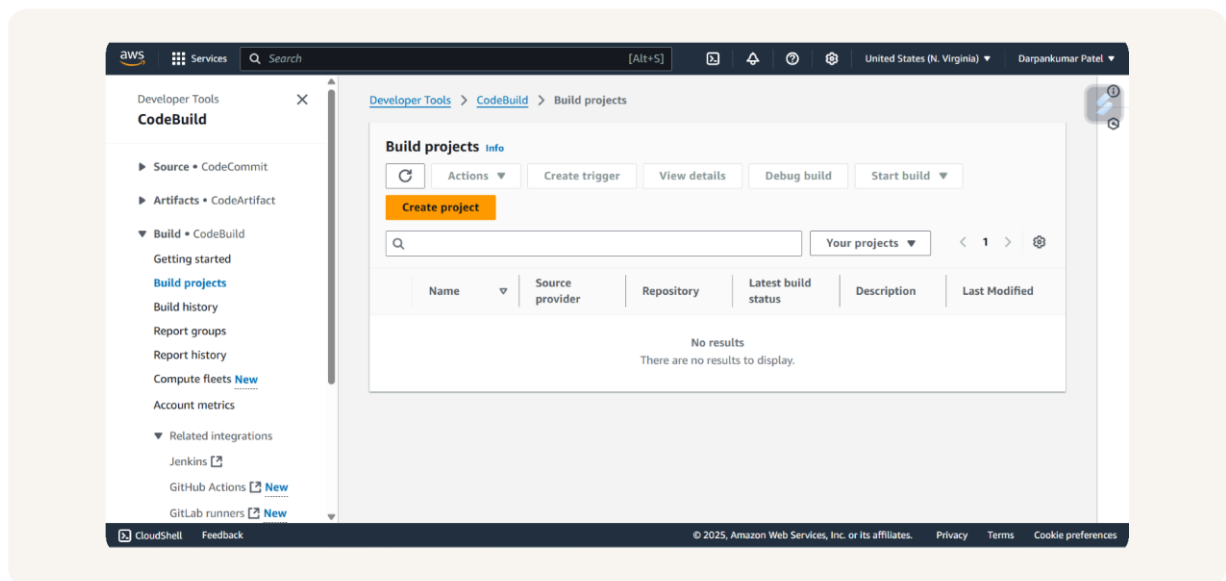 aws
Services
Search
[Alt+S]
United States (N. Virginia)
Darpankumar Patel
Developer Tools
CodeBuild
Source • CodeCommit
Artifacts • CodeArtifact
Build • CodeBuild
Getting started
Build projects
Build history
Report groups
Report history
Compute fleets New
Account metrics
Related integrations
Jenkins
GitHub Actions New
GitLab runners New
Developer Tools > CodeBuild > Build projects
Build projects Info
Actions
Create trigger
View details
Debug build
Start build
Create project
Your projects
1
Name
Source provider
Repository
Latest build status
Description
Last Modified
No results
There are no results to display.
CloudShell
Feedback
© 2025, Amazon Web Services, Inc. or its affiliates.
Privacy
Terms
Cookie preferences